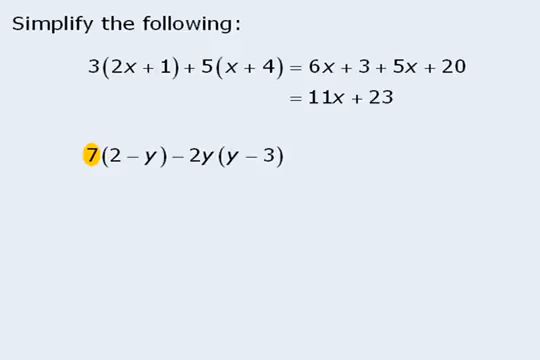 Simplify the following:
3(2x + 1) + 5(x + 4) = 6x + 3 + 5x + 20
= 11x + 23
7(2 − y) − 2y(y − 3)